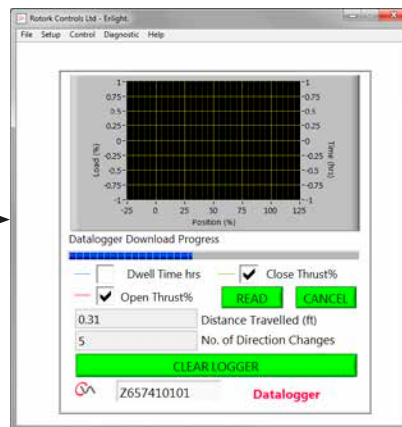 Rotork Controls Ltd - Enlight.
File Setup Control Diagnostic Help
1 1
0.75 0.75
0.5 0.5
0.25 0.25
0 0
-0.25 -0.25
-0.5 -0.5
-0.75 -0.75
-1 -1
Load (%)
Time (hrs)
-25 0 25 50 75 100 125
Position (%)
Datalogger Download Progress
Dwell Time hrs Close Thrust%
Open Thrust% READ CANCEL
0.31 Distance Travelled (ft)
5 No. of Direction Changes
CLEAR LOGGER
Z657410101 Datalogger